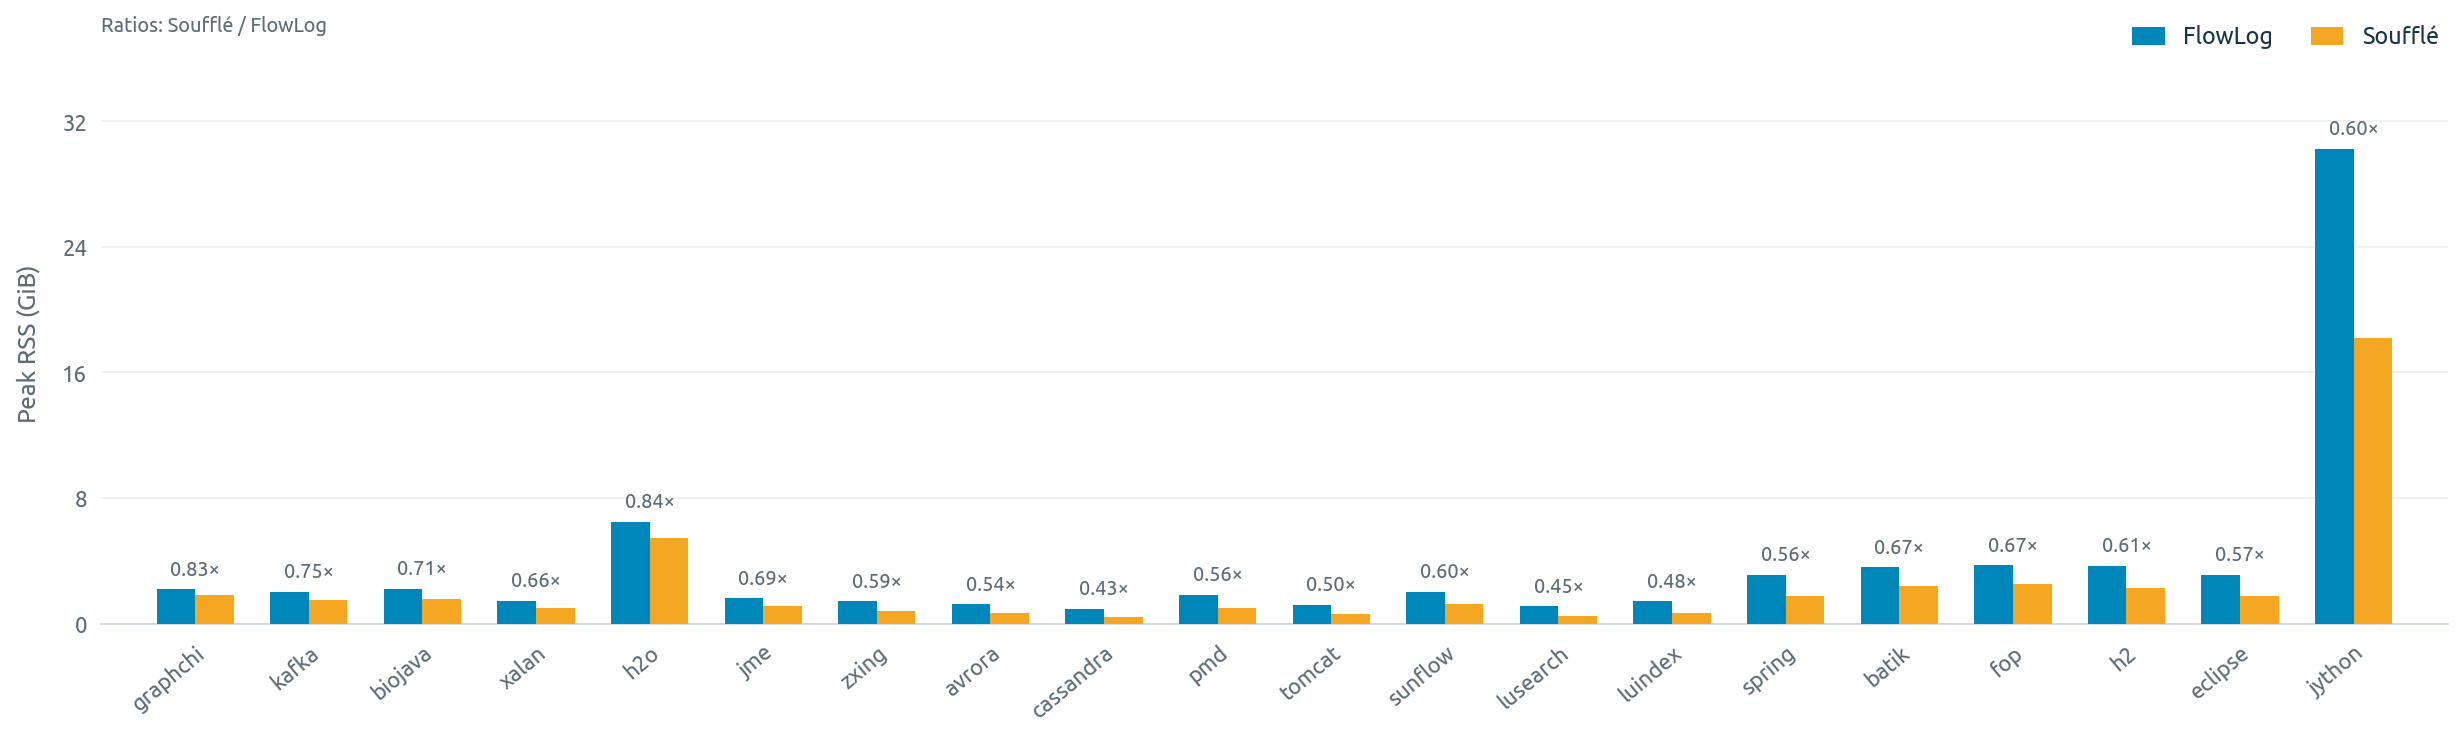 Ratios: Soufflé / FlowLog
FlowLog
Soufflé
Peak RSS (GiB)
32
24
16
8
0
0.83×
0.75×
0.71×
0.66×
0.84×
0.69×
0.59×
0.54×
0.43×
0.56×
0.50×
0.60×
0.45×
0.48×
0.56×
0.67×
0.67×
0.61×
0.57×
0.60×
graphchi
kafka
biojava
xalan
h2o
jme
zxing
avrora
cassandra
pmd
tomcat
sunflow
lusearch
luindex
spring
batik
fop
h2
eclipse
jython